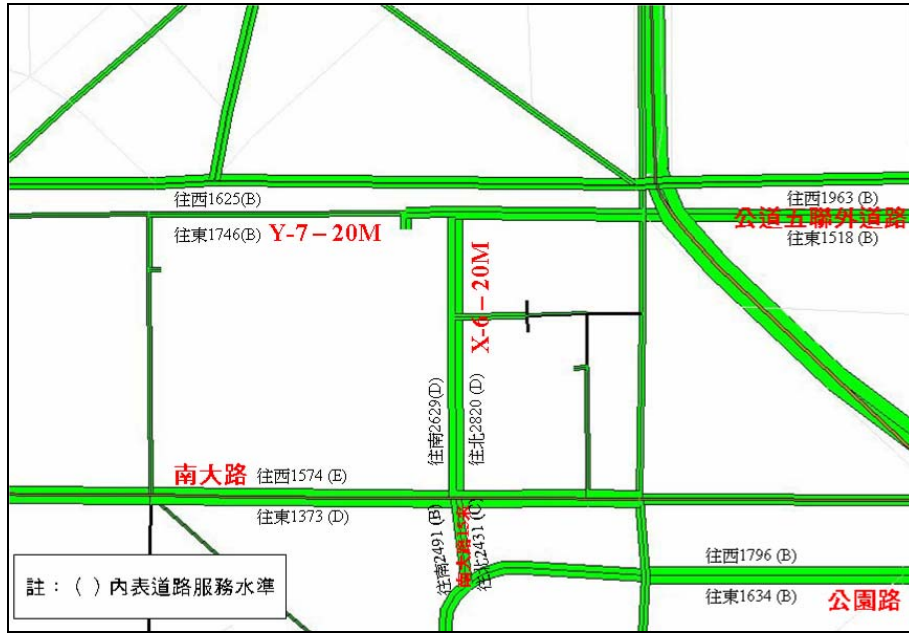 往西1625(B)
往西1963 (B)
公道五聯外道路
往東1746(B)
Y-7－20M
往東1518 (B)
X-6－20M
往南2629(D)
往北2820 (D)
南大路
往西1574 (E)
往東1373 (D)
往南2491 (B)
往北2431 (C)
往西1796 (B)
註：（ ）內表道路服務水準
往東1634 (B)
公園路